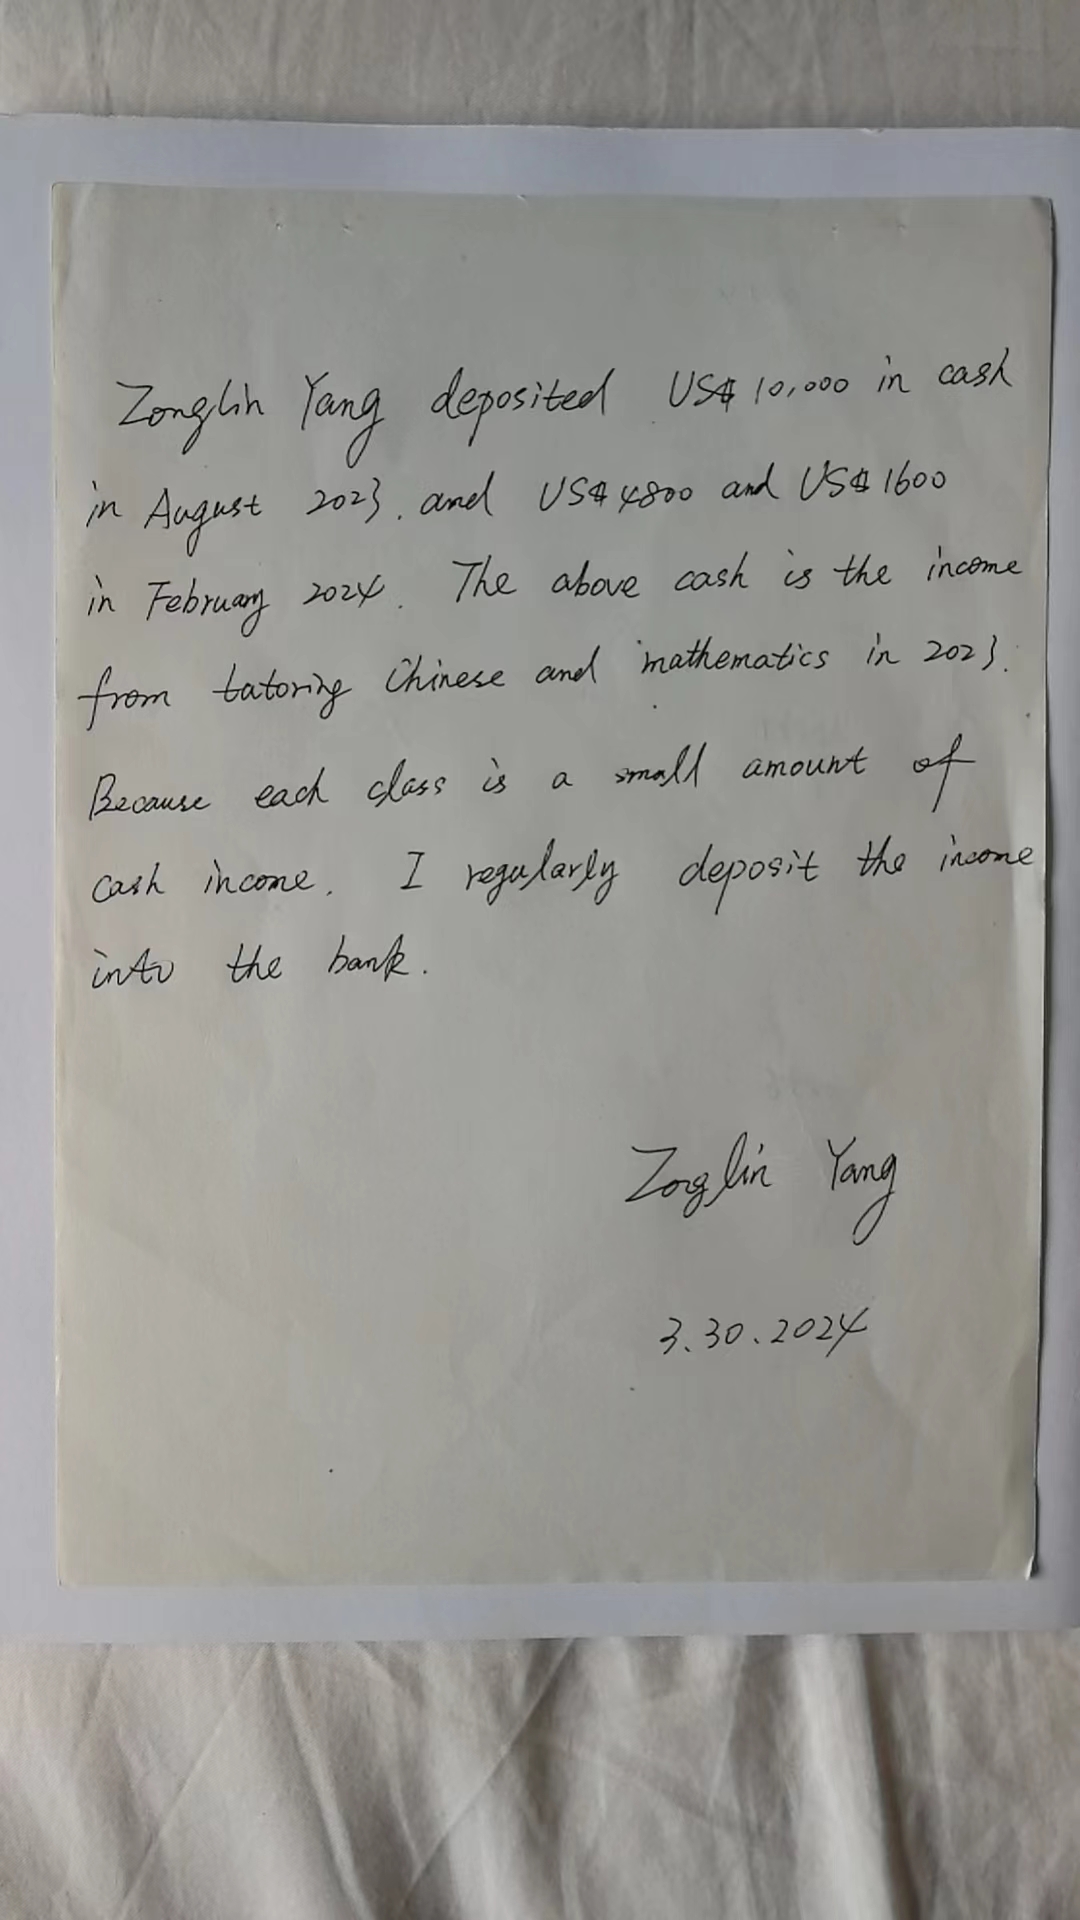 Zonglin Yang deposited US$ 10,000 in cash
in August 2023. and US$4800 and US$1600
in February 2024. The above cash is the income
from tatoring Chinese and mathematics in 2023.
Because each class is a small amount of
cash income. I regularly deposit the income
into the bank.
Zonglin Yang
3.30.2024